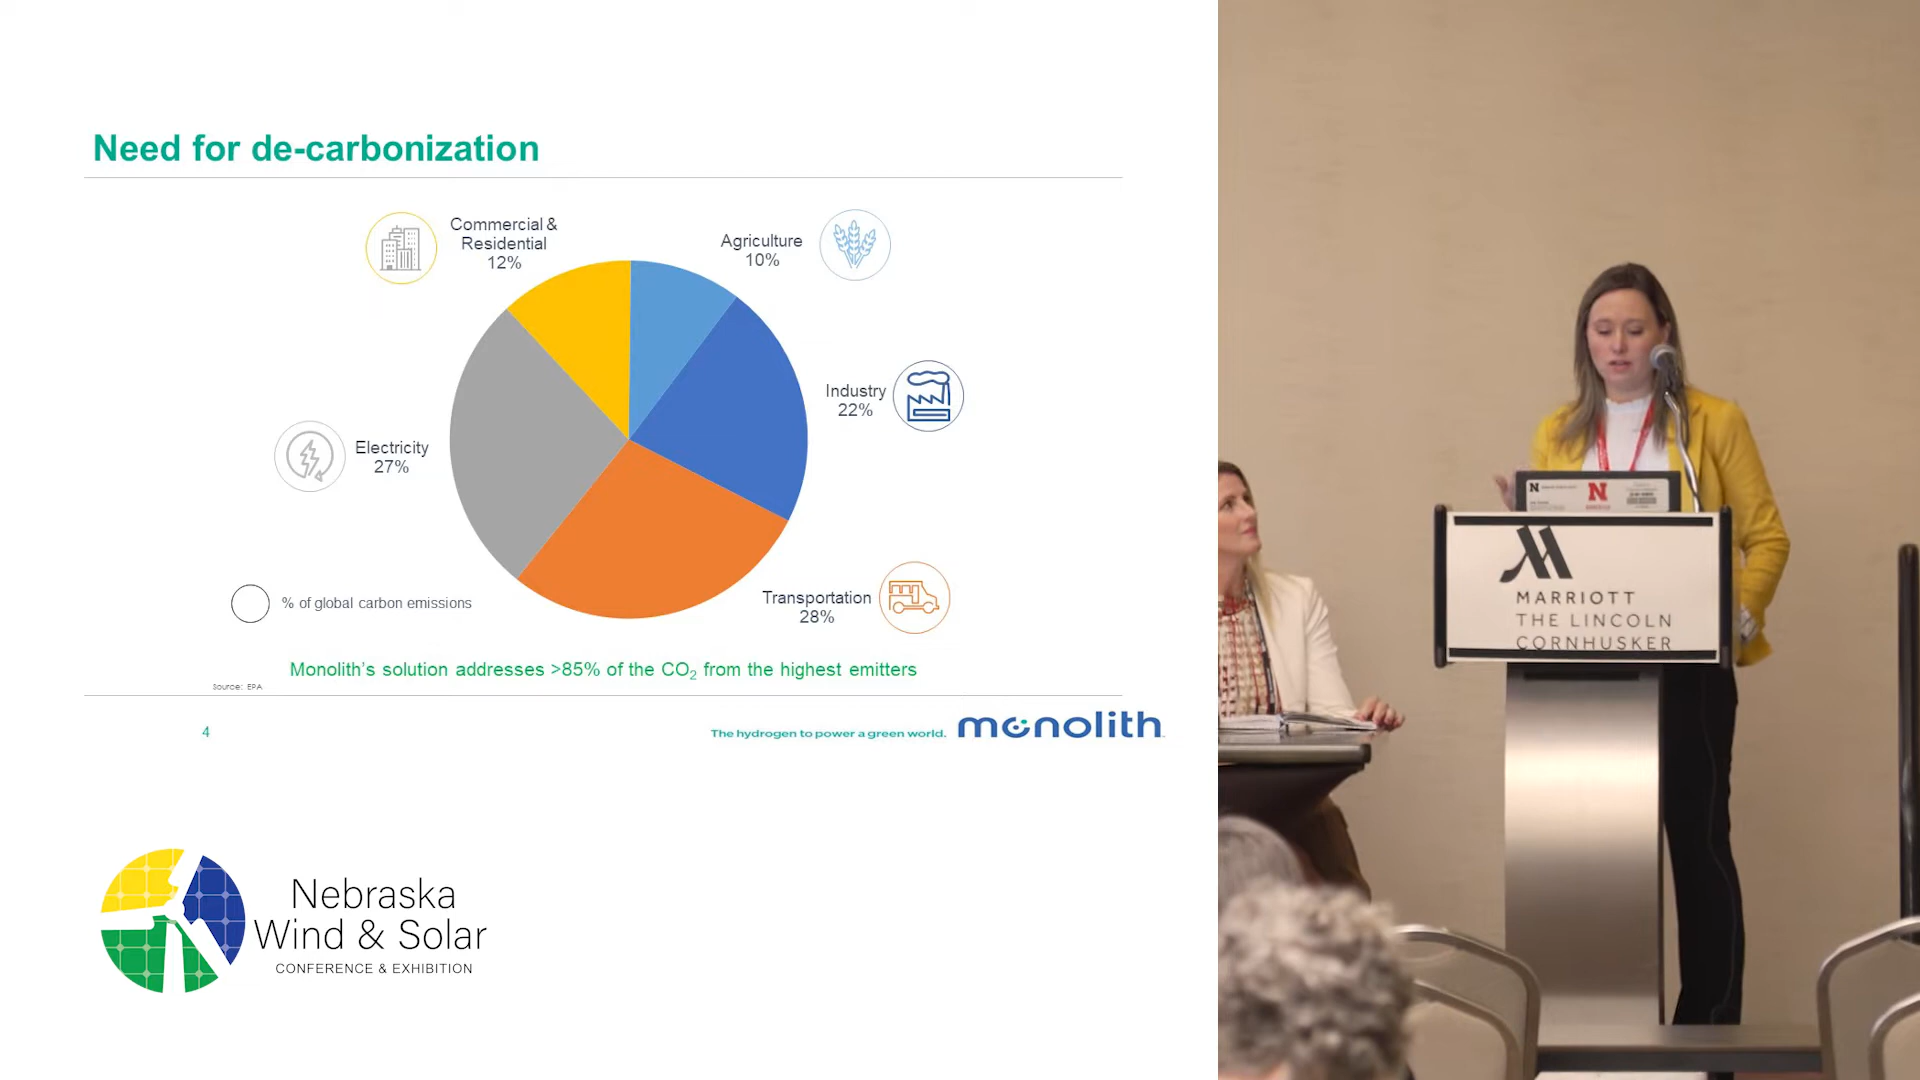 Need for de-carbonization
Commercial &
Residential
12%
Agriculture
10%
Industry
22%
Electricity
27%
Transportation
28%
% of global carbon emissions
Monolith's solution addresses >85% of the CO₂ from the highest emitters
Source: EPA
4
The hydrogen to power a green world.
monolith
Nebraska
Wind & Solar
CONFERENCE & EXHIBITION
N
N
MARRIOTT
THE LINCOLN
CORNHUSKER